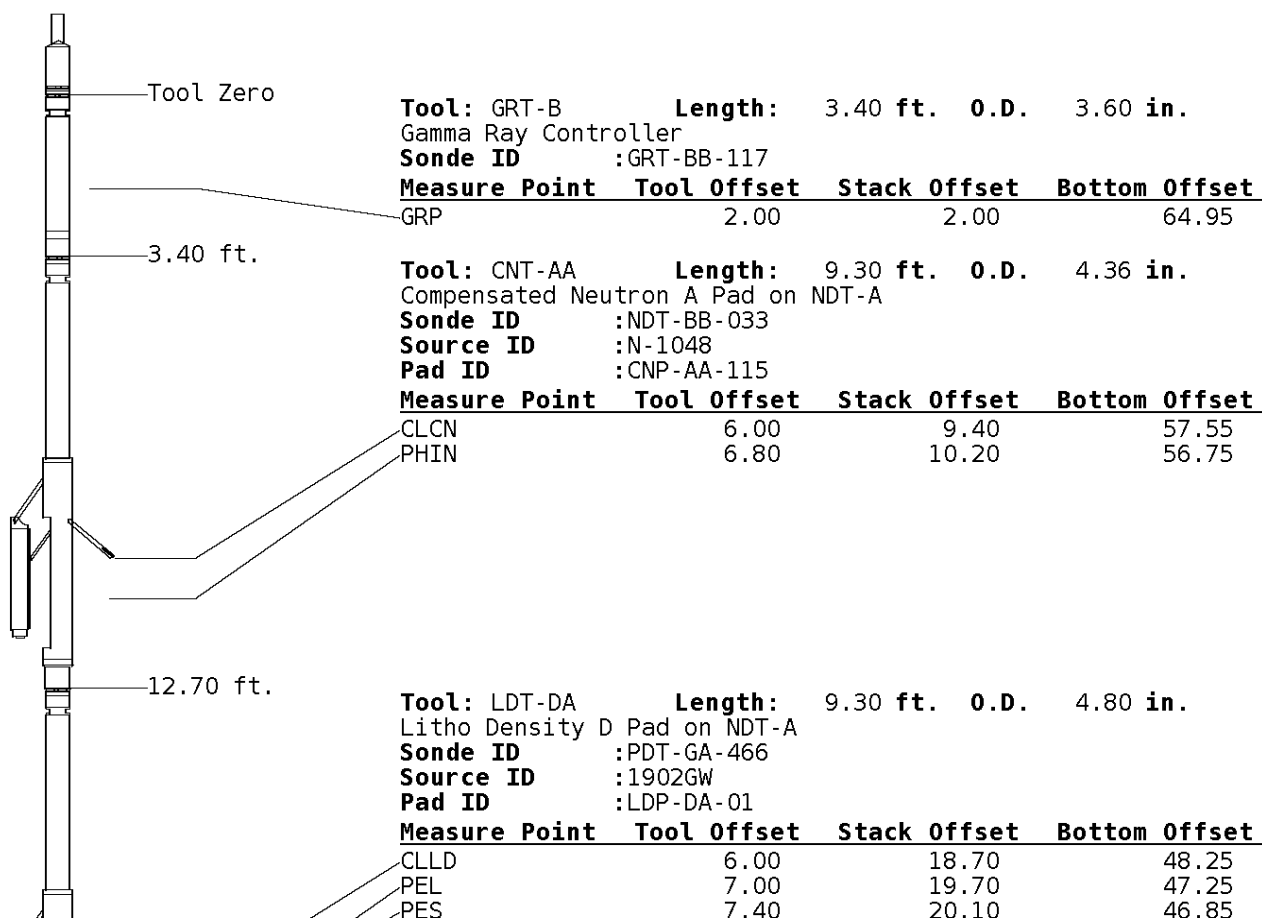 Tool Zero
Tool: GRT-B Length: 3.40 ft. O.D. 3.60 in.
Gamma Ray Controller
Sonde ID :GRT-BB-117
Measure Point Tool Offset Stack Offset Bottom Offset
GRP 2.00 2.00 64.95
3.40 ft.
Tool: CNT-AA Length: 9.30 ft. O.D. 4.36 in.
Compensated Neutron A Pad on NDT-A
Sonde ID :NDT-BB-033
Source ID :N-1048
Pad ID :CNP-AA-115
Measure Point Tool Offset Stack Offset Bottom Offset
CLCN 6.00 9.40 57.55
PHIN 6.80 10.20 56.75
12.70 ft.
Tool: LDT-DA Length: 9.30 ft. O.D. 4.80 in.
Litho Density D Pad on NDT-A
Sonde ID :PDT-GA-466
Source ID :1902GW
Pad ID :LDP-DA-01
Measure Point Tool Offset Stack Offset Bottom Offset
CLLD 6.00 18.70 48.25
PEL 7.00 19.70 47.25
PES 7.40 20.10 46.85